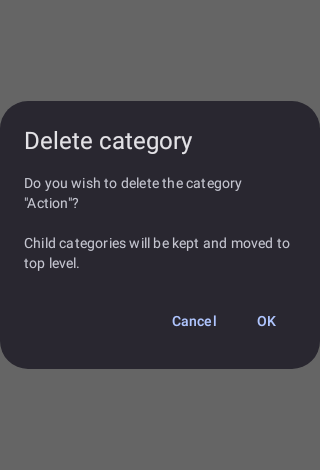 Delete category
Do you wish to delete the category
"Action"?
Child categories will be kept and moved to
top level.
Cancel
OK